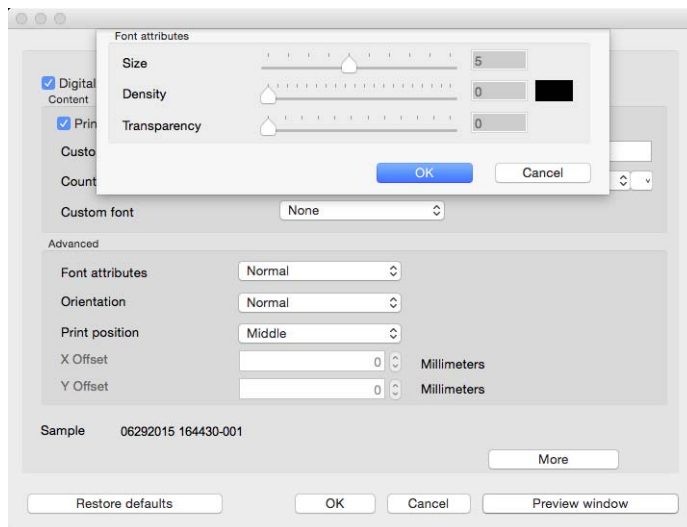 Font attributes
Size 5
Density 0
Transparency 0
OK Cancel
Digital
Content
Prin
Custo
Count
Custom font None
Advanced
Font attributes Normal
Orientation Normal
Print position Middle
X Offset 0 Millimeters
Y Offset 0 Millimeters
Sample 06292015 164430-001
More
Restore defaults OK Cancel Preview window